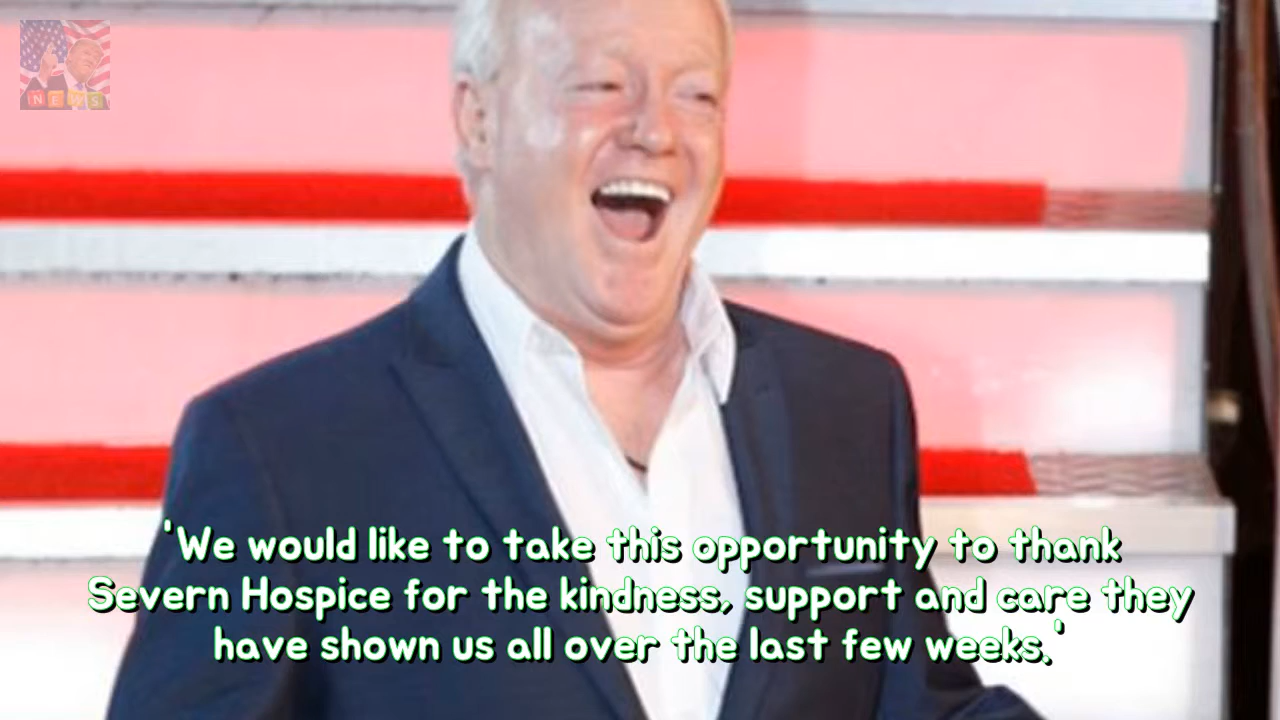 NEWS
'We would like to take this opportunity to thank
Severn Hospice for the kindness, support and care they
have shown us all over the last few weeks.'